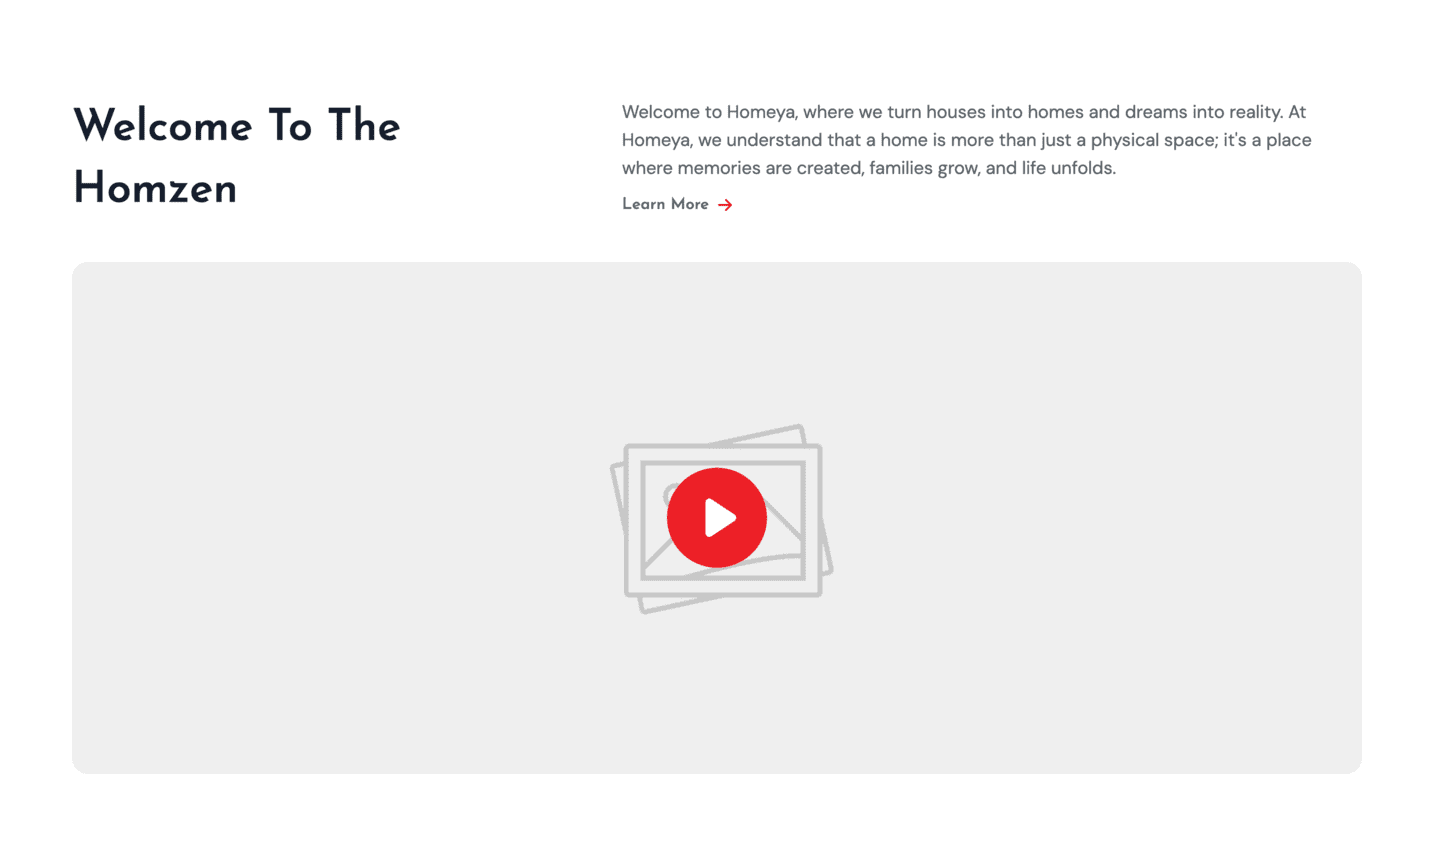 Welcome To The
Homzen
Welcome to Homeya, where we turn houses into homes and dreams into reality. At
Homeya, we understand that a home is more than just a physical space; it's a place
where memories are created, families grow, and life unfolds.
Learn More